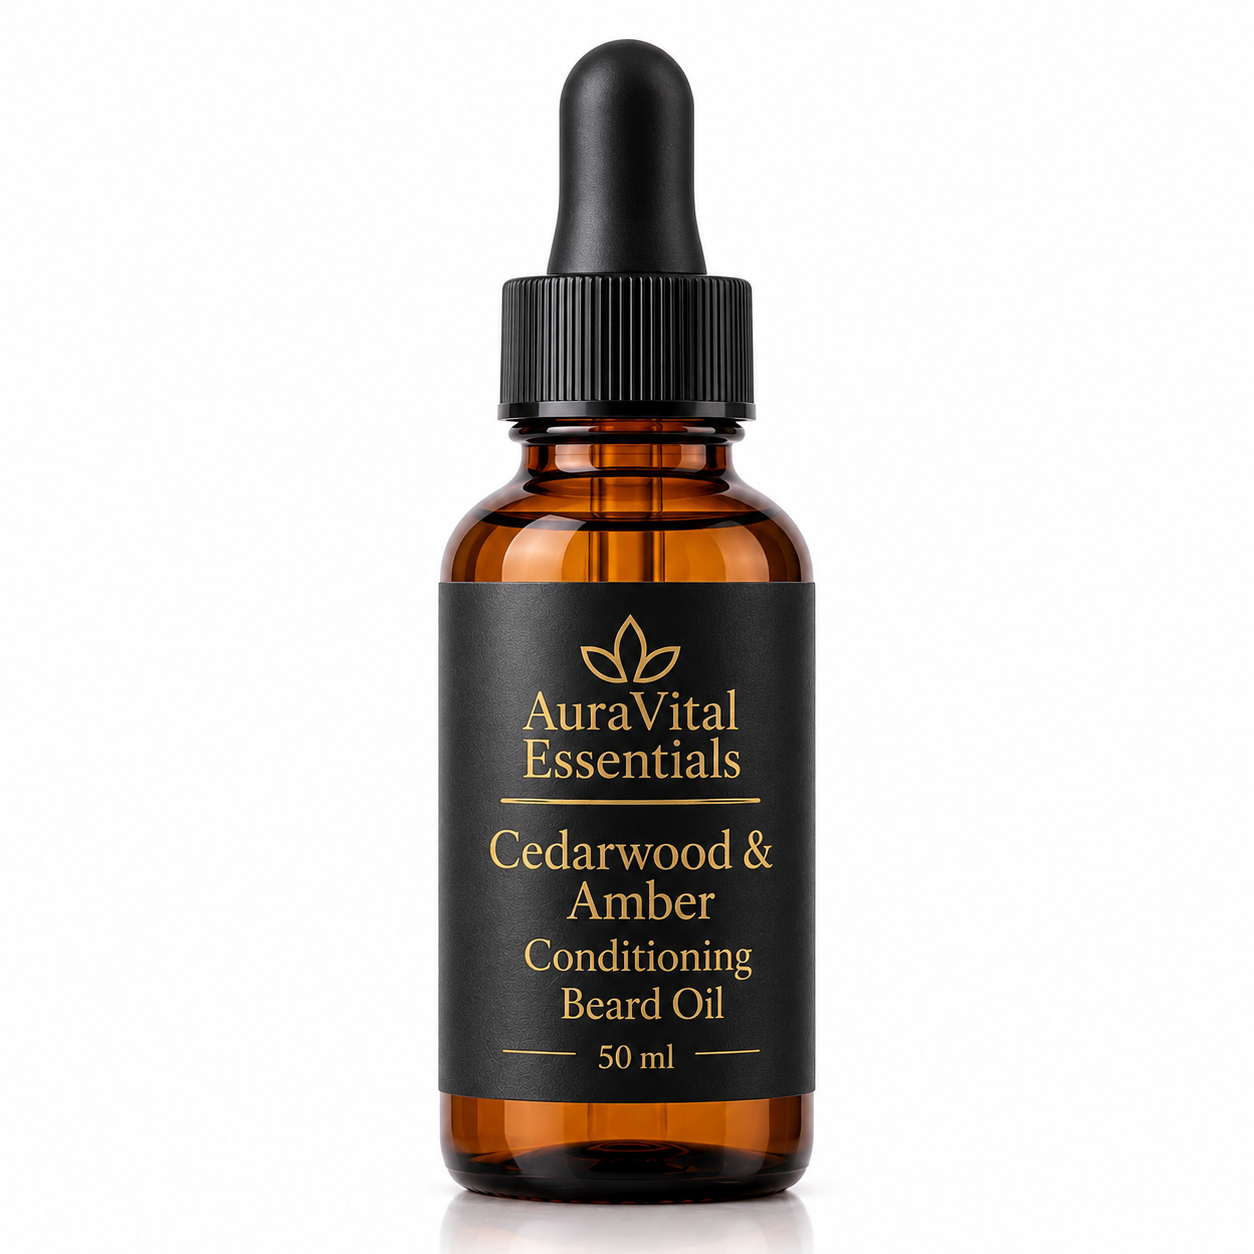 AuraVital
Essentials
Cedarwood &
Amber
Conditioning
Beard Oil
50 ml